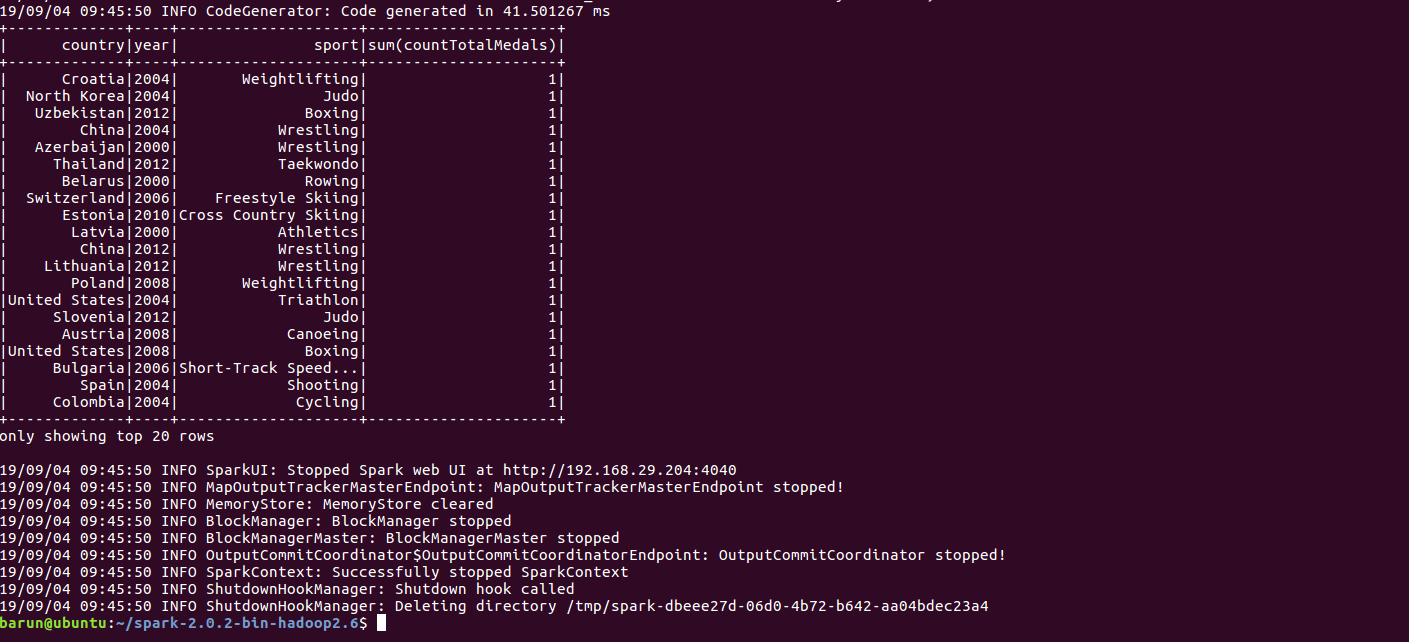 19/09/04 09:45:50 INFO CodeGenerator: Code generated in 41.501267 ms
+-------------+----+--------------------+---------------------+
|      country|year|               sport|sum(countTotalMedals)|
+-------------+----+--------------------+---------------------+
|      Croatia|2004|       Weightlifting|                    1|
|  North Korea|2004|                Judo|                    1|
|   Uzbekistan|2012|              Boxing|                    1|
|        China|2004|           Wrestling|                    1|
|   Azerbaijan|2000|           Wrestling|                    1|
|     Thailand|2012|           Taekwondo|                    1|
|      Belarus|2000|              Rowing|                    1|
|  Switzerland|2006|    Freestyle Skiing|                    1|
|      Estonia|2010|Cross Country Skiing|                    1|
|       Latvia|2000|           Athletics|                    1|
|        China|2012|           Wrestling|                    1|
|    Lithuania|2012|           Wrestling|                    1|
|       Poland|2008|       Weightlifting|                    1|
|United States|2004|           Triathlon|                    1|
|     Slovenia|2012|                Judo|                    1|
|      Austria|2008|            Canoeing|                    1|
|United States|2008|              Boxing|                    1|
|     Bulgaria|2006|Short-Track Speed...|                    1|
|        Spain|2004|            Shooting|                    1|
|     Colombia|2004|             Cycling|                    1|
+-------------+----+--------------------+---------------------+
only showing top 20 rows
19/09/04 09:45:50 INFO SparkUI: Stopped Spark web UI at http://192.168.29.204:4040
19/09/04 09:45:50 INFO MapOutputTrackerMasterEndpoint: MapOutputTrackerMasterEndpoint stopped!
19/09/04 09:45:50 INFO MemoryStore: MemoryStore cleared
19/09/04 09:45:50 INFO BlockManager: BlockManager stopped
19/09/04 09:45:50 INFO BlockManagerMaster: BlockManagerMaster stopped
19/09/04 09:45:50 INFO OutputCommitCoordinator$OutputCommitCoordinatorEndpoint: OutputCommitCoordinator stopped!
19/09/04 09:45:50 INFO SparkContext: Successfully stopped SparkContext
19/09/04 09:45:50 INFO ShutdownHookManager: Shutdown hook called
19/09/04 09:45:50 INFO ShutdownHookManager: Deleting directory /tmp/spark-dbeee27d-06d0-4b72-b642-aa04bdec23a4
barun@ubuntu:~/spark-2.0.2-bin-hadoop2.6$